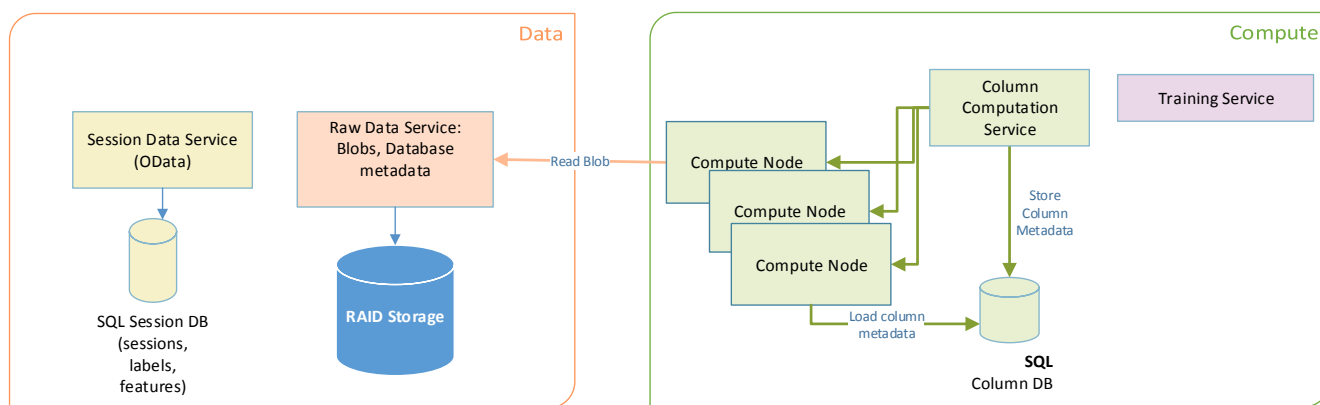 Data
Session Data Service
(OData)
Raw Data Service:
Blobs, Database
metadata
SQL Session DB
(sessions,
labels,
features)
RAID Storage
Read Blob
Compute
Column
Computation
Service
Training Service
Compute Node
Compute Node
Compute Node
Store
Column
Metadata
Load column
metadata
SQL
Column DB